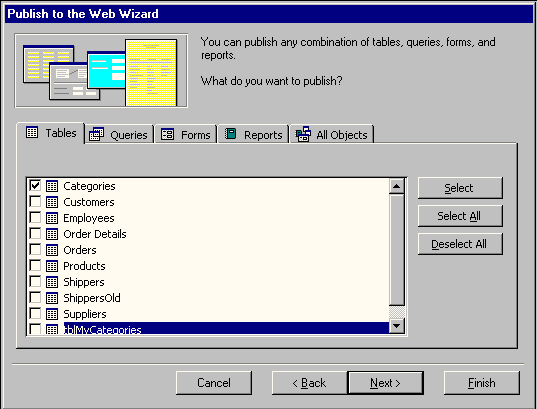 Publish to the Web Wizard
You can publish any combination of tables, queries, forms, and
reports.
What do you want to publish?
Tables Queries Forms Reports All Objects
Categories
Customers
Employees
Order Details
Orders
Products
Shippers
ShippersOld
Suppliers
tblMyCategories
Select
Select All
Deselect All
Cancel < Back Next > Finish